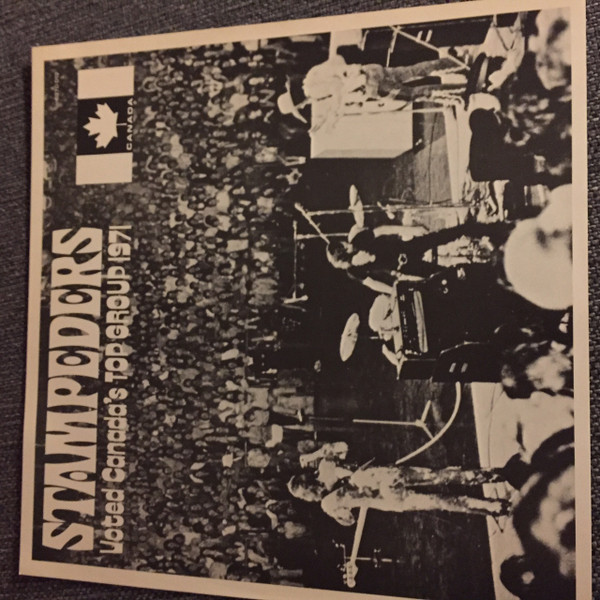 STAMPEDERS
Voted Canada's TOP GROUP 1971
CANADA